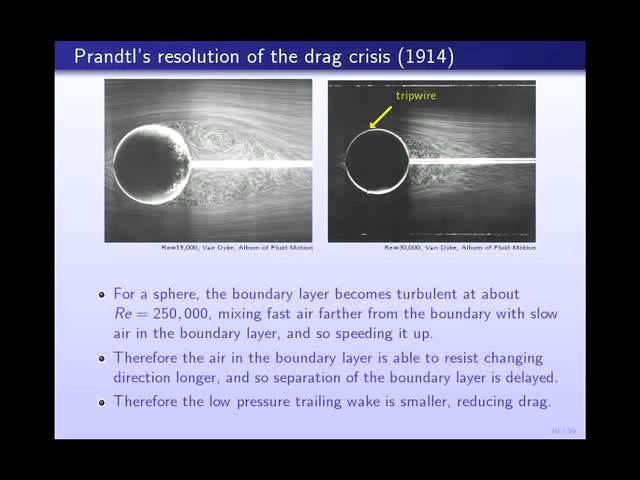 Prandtl's resolution of the drag crisis (1914)
tripwire
Re=15,000, Van Dyke, Album of Fluid Motion
Re=30,000, Van Dyke, Album of Fluid Motion
For a sphere, the boundary layer becomes turbulent at about
Re = 250,000, mixing fast air farther from the boundary with slow
air in the boundary layer, and so speeding it up.
Therefore the air in the boundary layer is able to resist changing
direction longer, and so separation of the boundary layer is delayed.
Therefore the low pressure trailing wake is smaller, reducing drag.
30 / 39